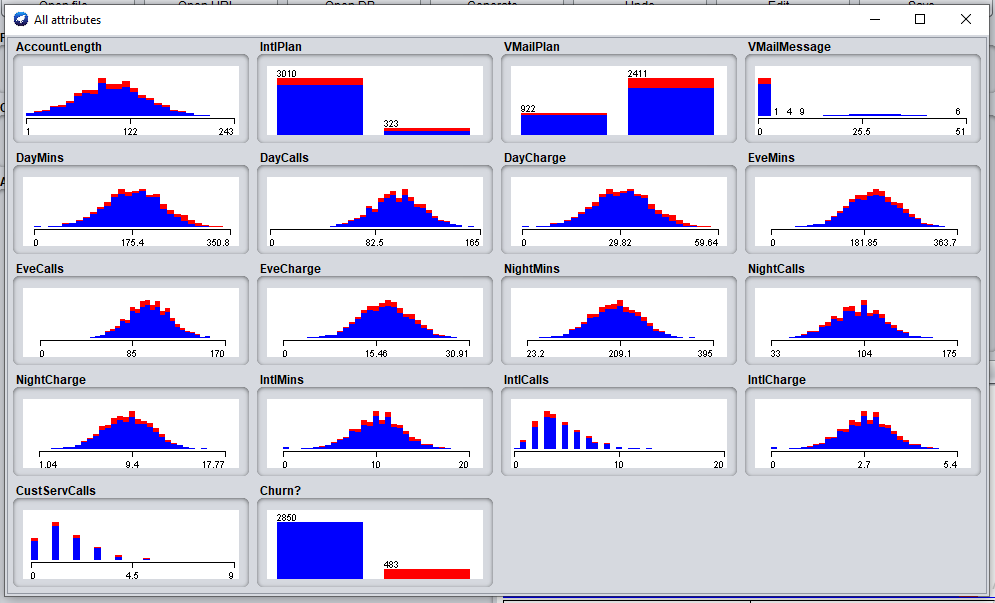 All attributes
AccountLength
1 122 243
IntlPlan
3010
323
VMailPlan
922
2411
VMailMessage
1 4 9 6
0 25.5 51
DayMins
0 175.4 350.8
DayCalls
0 82.5 165
DayCharge
0 29.82 59.64
EveMins
0 181.85 363.7
EveCalls
0 85 170
EveCharge
0 15.46 30.91
NightMins
23.2 209.1 395
NightCalls
33 104 175
NightCharge
1.04 9.4 17.77
IntlMins
0 10 20
IntlCalls
0 10 20
IntlCharge
0 2.7 5.4
CustServCalls
0 4.5 9
Churn?
2850
483